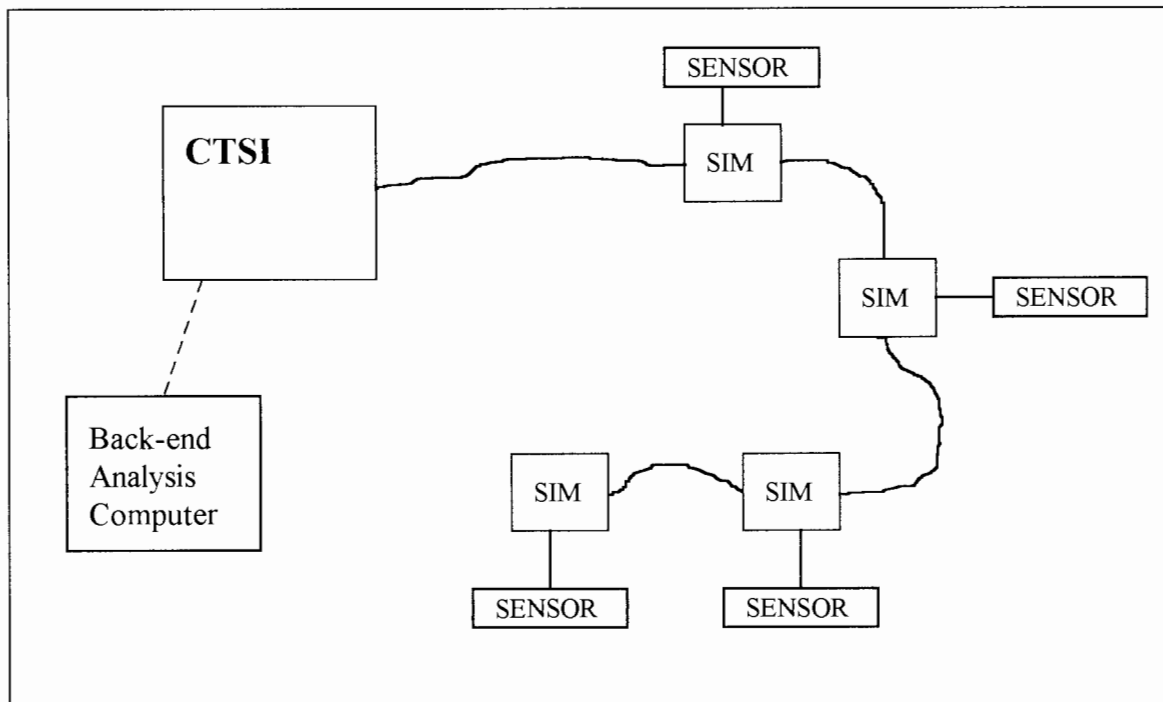 SENSOR
CTSI
SIM
SIM
SENSOR
Back-end
Analysis
Computer
SIM
SIM
SENSOR
SENSOR